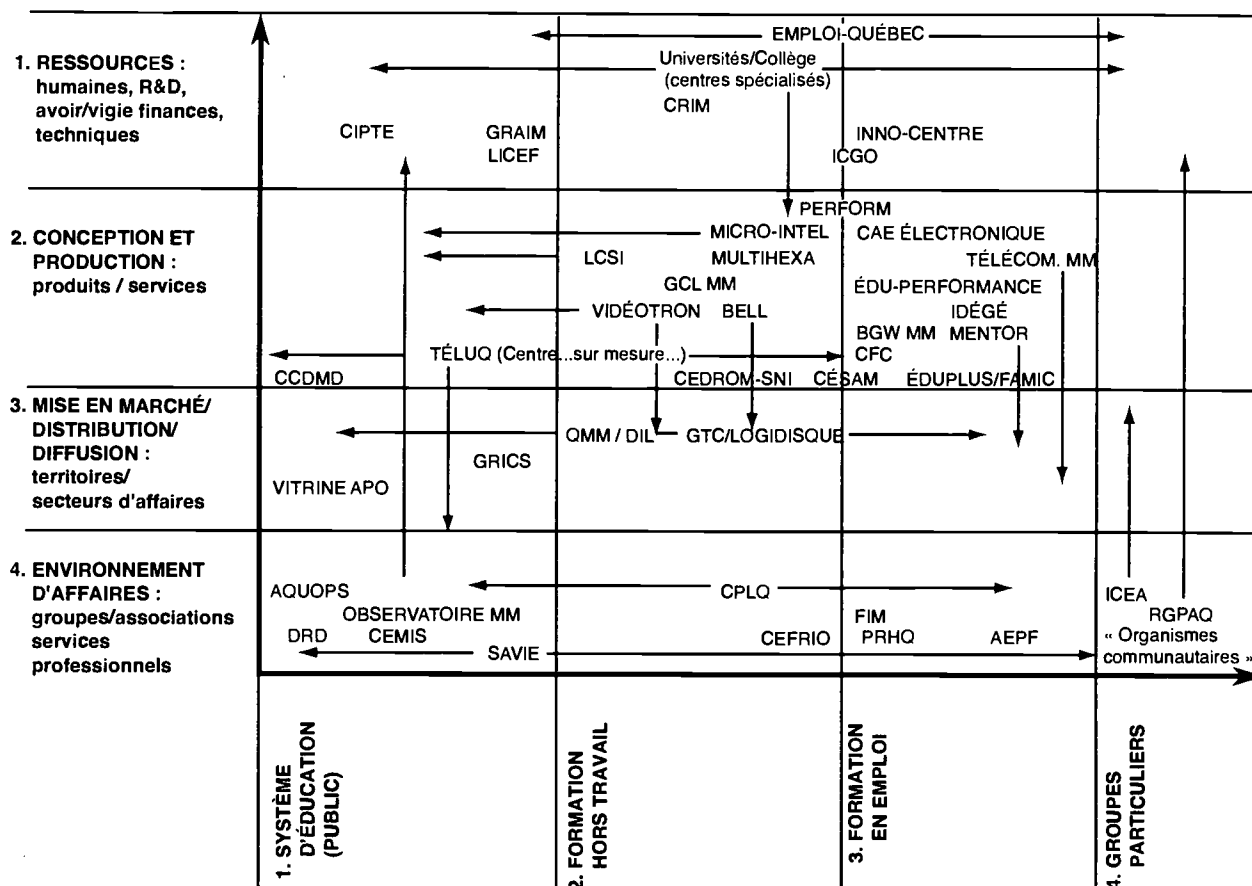 EMPLOI-QUÉBEC
1. RESSOURCES :
humaines, R&D,
avoir/vigie finances,
techniques
Universités/Collège
(centres spécialisés)
CRIM
CIPTE
GRAIM
INNO-CENTRE
LICEF
ICGO
PERFORM
2. CONCEPTION ET
PRODUCTION :
produits / services
MICRO-INTEL
CAE ÉLECTRONIQUE
LCSI
MULTIHEXA
TÉLÉCOM. MM
GCL MM
ÉDU-PERFORMANCE
VIDÉOTRON
BELL
IDÉGÉ
BGW MM
MENTOR
TÉLUQ (Centre...sur mesure...)
CFC
CCDMD
CEDROM-SNI
CÉSAM
ÉDUPLUS/FAMIC
3. MISE EN MARCHÉ/
DISTRIBUTION/
DIFFUSION :
territoires/
secteurs d'affaires
QMM / DIL
GTC/LOGIDISQUE
GRICS
VITRINE APO
4. ENVIRONNEMENT
D'AFFAIRES :
groupes/associations
services
professionnels
AQUOPS
CPLQ
ICEA
OBSERVATOIRE MM
FIM
RGPAQ
DRD
CEMIS
CEFRIO
PRHQ
AEPF
« Organismes
communautaires »
SAVIE
1. SYSTÈME
D'ÉDUCATION
(PUBLIC)
2. FORMATION
HORS TRAVAIL
3. FORMATION
EN EMPLOI
4. GROUPES
PARTICULIERS